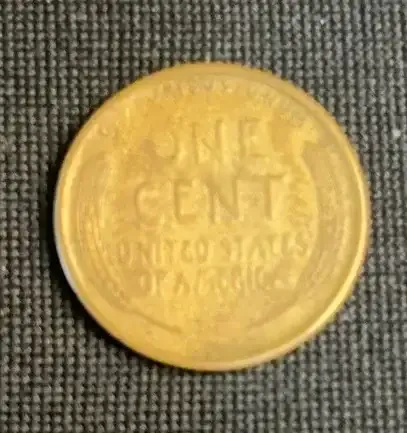 ONE
CENT
UNITED STATES
OF AMERICA